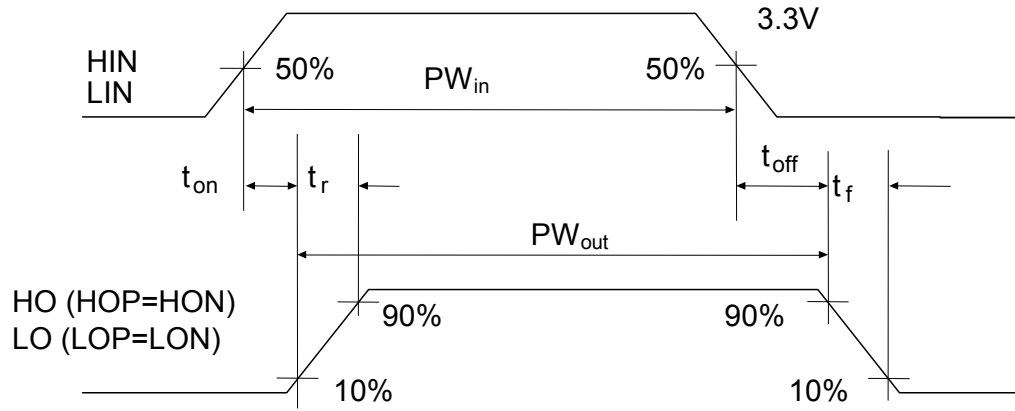 3.3V
HIN
LIN
50%
PWin
50%
ton
tr
toff
tf
PWout
HO (HOP=HON)
LO (LOP=LON)
90%
90%
10%
10%